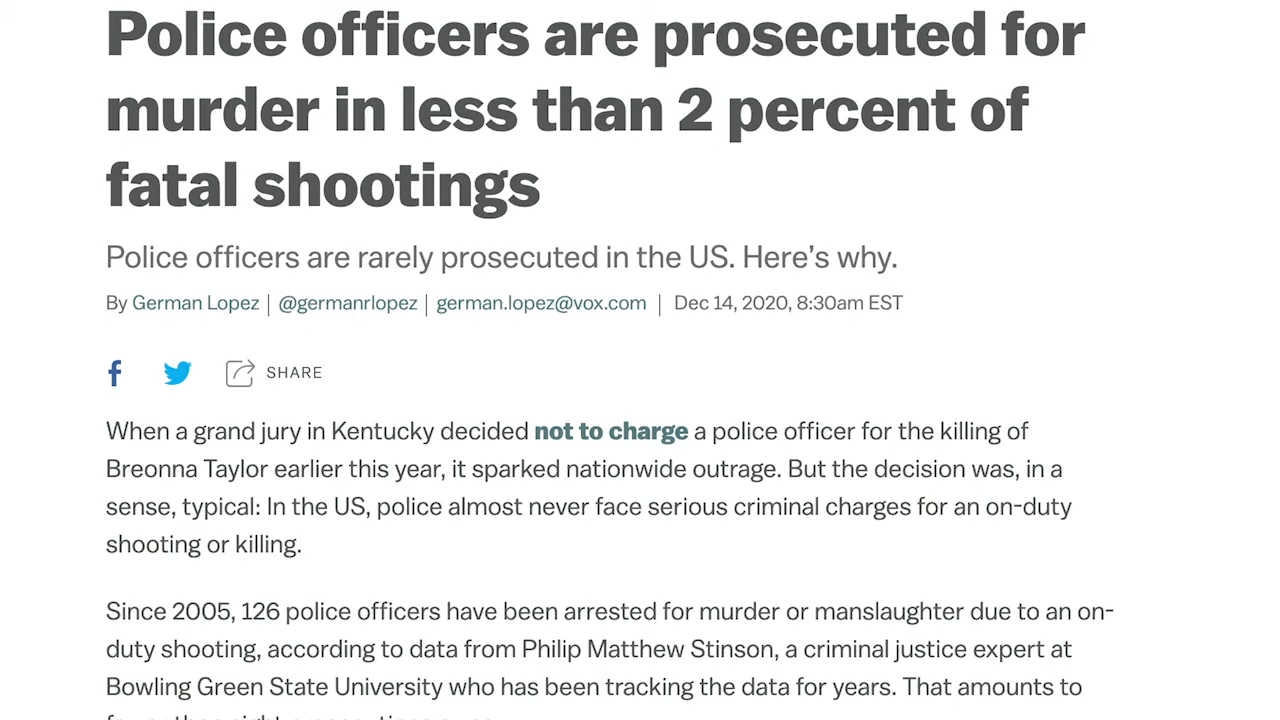 Police officers are prosecuted for
murder in less than 2 percent of
fatal shootings
Police officers are rarely prosecuted in the US. Here’s why.
By German Lopez | @germanrlopez | german.lopez@vox.com | Dec 14, 2020, 8:30am EST
SHARE
When a grand jury in Kentucky decided not to charge a police officer for the killing of
Breonna Taylor earlier this year, it sparked nationwide outrage. But the decision was, in a
sense, typical: In the US, police almost never face serious criminal charges for an on-duty
shooting or killing.
Since 2005, 126 police officers have been arrested for murder or manslaughter due to an on-
duty shooting, according to data from Philip Matthew Stinson, a criminal justice expert at
Bowling Green State University who has been tracking the data for years. That amounts to